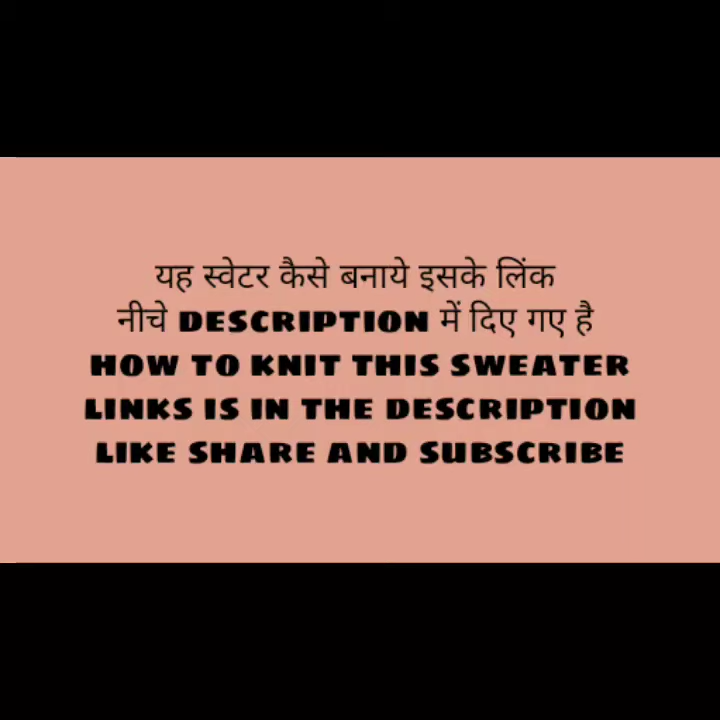 यह स्वेटर कैसे बनाये इसके लिंक
नीचे DESCRIPTION में दिए गए है
HOW TO KNIT THIS SWEATER
LINKS IS IN THE DESCRIPTION
LIKE SHARE AND SUBSCRIBE